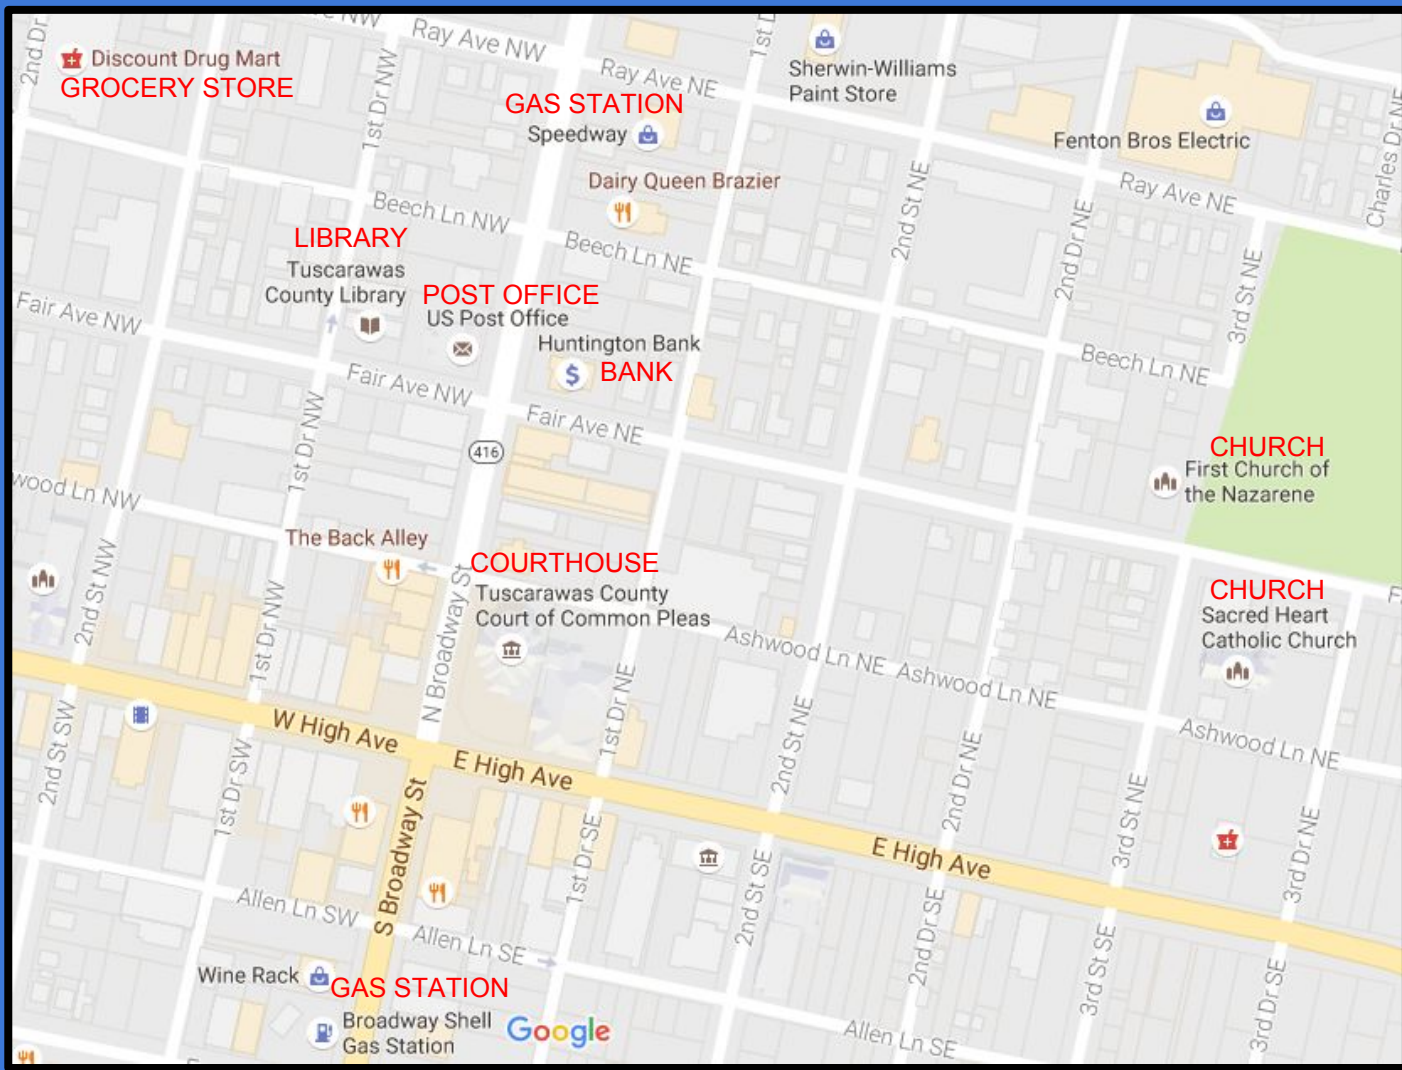 2nd Dr
Discount Drug Mart
GROCERY STORE
1st Dr NW
NW
Ray Ave NW
Ray Ave NE
1st D
GAS STATION
Speedway
Sherwin-Williams
Paint Store
Fenton Bros Electric
Charles Dr NE
Dairy Queen Brazier
Ray Ave NE
2nd St NE
2nd Dr NE
3rd St NE
Beech Ln NW
Beech Ln NE
LIBRARY
Tuscarawas
County Library
POST OFFICE
US Post Office
Huntington Bank
$ BANK
Beech Ln NE
Fair Ave NW
Fair Ave NW
Fair Ave NE
1st Dr NW
416
CHURCH
First Church of
the Nazarene
wood Ln NW
The Back Alley
COURTHOUSE
Tuscarawas County
Court of Common Pleas
N Broadway St
2nd St NW
1st Dr NW
CHURCH
Sacred Heart
Catholic Church
F
Ashwood Ln NE
Ashwood Ln NE
Ashwood Ln NE
1st Dr NE
2nd St NE
2nd Dr NE
3rd St NE
3rd Dr NE
W High Ave
E High Ave
E High Ave
2nd St SW
1st Dr SW
S Broadway St
1st Dr SE
2nd St SE
2nd Dr SE
3rd St SE
3rd Dr SE
Allen Ln SW
Allen Ln SE
Wine Rack
GAS STATION
Broadway Shell
Gas Station
Google
Allen Ln SE